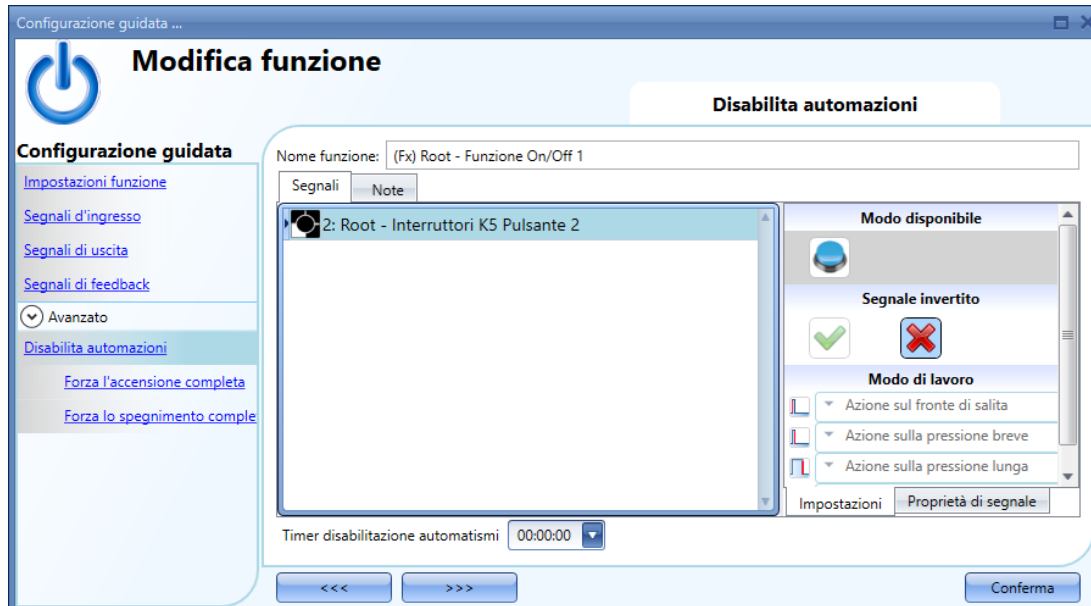 Configurazione guidata ...
Modifica funzione
Disabilita automazioni
Configurazione guidata
Impostazioni funzione
Segnali d'ingresso
Segnali di uscita
Segnali di feedback
Avanzato
Disabilita automazioni
Forza l'accensione completa
Forza lo spegnimento comple
Nome funzione: (Fx) Root - Funzione On/Off 1
Segnali Note
2: Root - Interruttori K5 Pulsante 2
Modo disponibile
Segnale invertito
Modo di lavoro
Azione sul fronte di salita
Azione sulla pressione breve
Azione sulla pressione lunga
Impostazioni Proprietà di segnale
Timer disabilitazione automatismi 00:00:00
<<< >>> Conferma